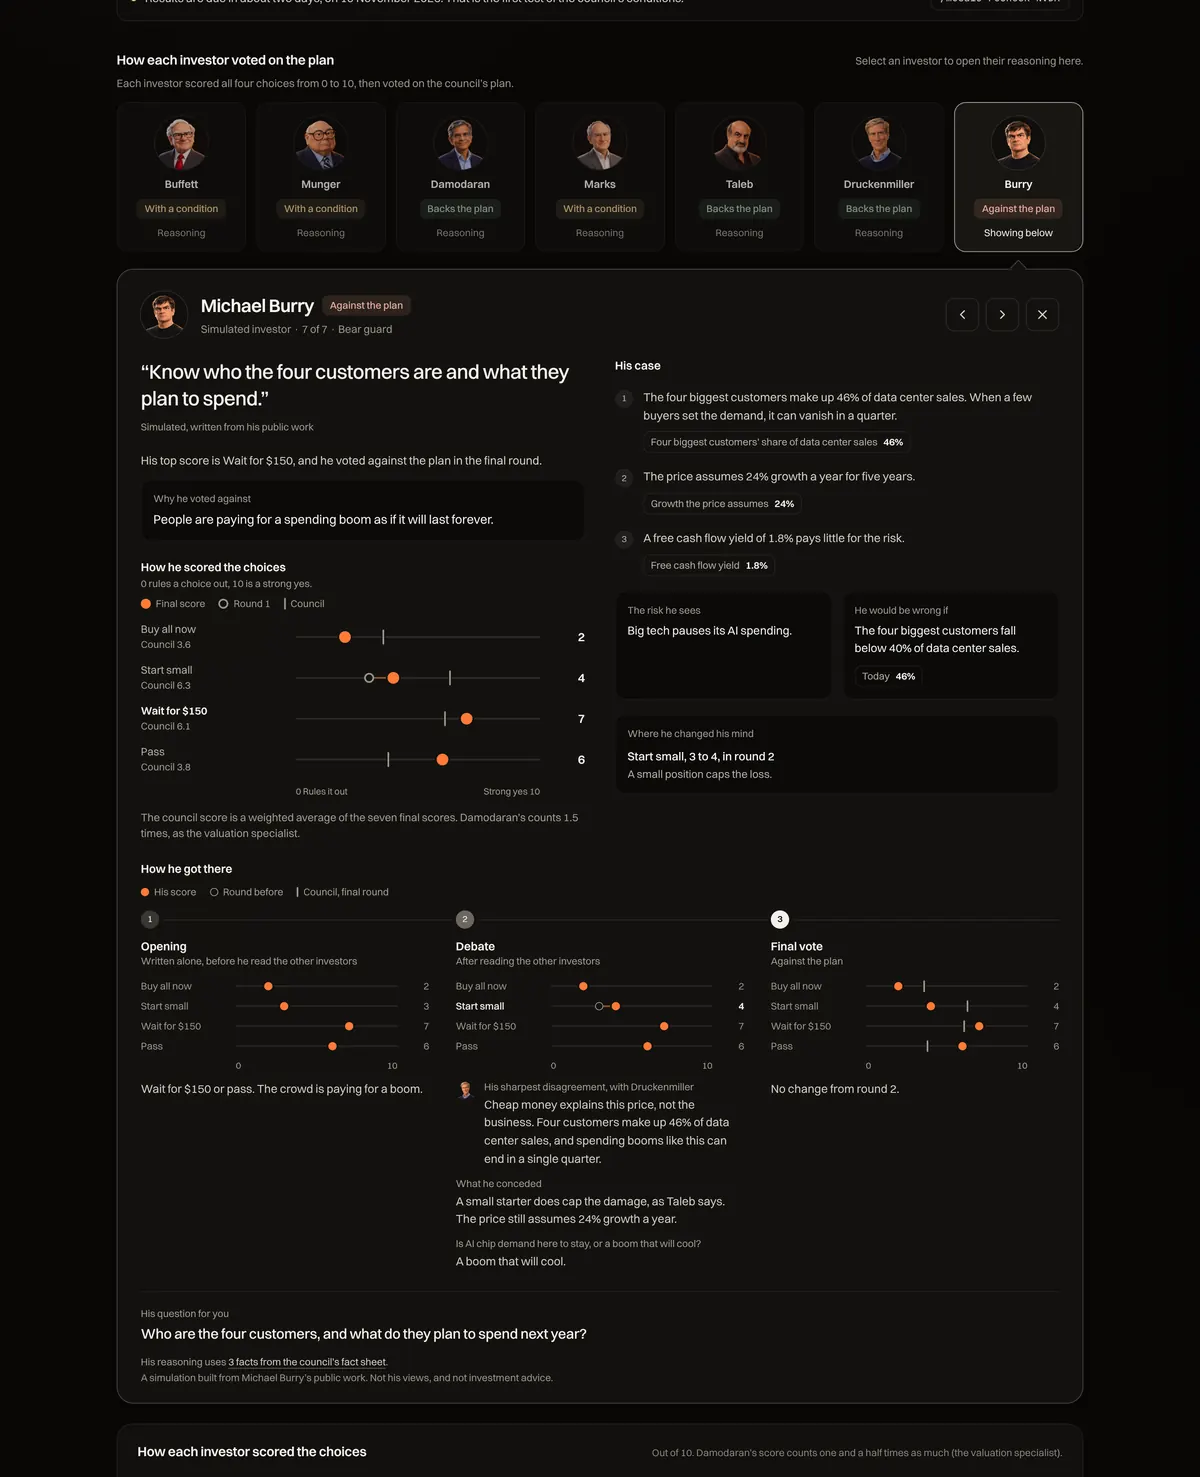 How each investor voted on the plan
Select an investor to open their reasoning here.
Each investor scored all four choices from 0 to 10, then voted on the council's plan.
Buffett
With a condition
Reasoning
Munger
With a condition
Reasoning
Damodaran
Backs the plan
Reasoning
Marks
With a condition
Reasoning
Taleb
Backs the plan
Reasoning
Druckenmiller
Backs the plan
Reasoning
Burry
Against the plan
Showing below
Michael Burry
Against the plan
Simulated investor · 7 of 7 · Bear guard
“Know who the four customers are and what they
plan to spend.”
Simulated, written from his public work
His top score is Wait for $150, and he voted against the plan in the final round.
Why he voted against
People are paying for a spending boom as if it will last forever.
How he scored the choices
0 rules a choice out, 10 is a strong yes.
Final score
Round 1
Council
Buy all now
Council 3.6
2
Start small
Council 6.3
4
Wait for $150
Council 6.1
7
Pass
Council 3.8
6
0 Rules it out
Strong yes 10
The council score is a weighted average of the seven final scores. Damodaran's counts 1.5
times, as the valuation specialist.
His case
1
The four biggest customers make up 46% of data center sales. When a few
buyers set the demand, it can vanish in a quarter.
Four biggest customers' share of data center sales 46%
2
The price assumes 24% growth a year for five years.
Growth the price assumes 24%
3
A free cash flow yield of 1.8% pays little for the risk.
Free cash flow yield 1.8%
The risk he sees
Big tech pauses its AI spending.
He would be wrong if
The four biggest customers fall
below 40% of data center sales.
Today 46%
Where he changed his mind
Start small, 3 to 4, in round 2
A small position caps the loss.
How he got there
His score
Round before
Council, final round
1
Opening
Written alone, before he read the other investors
Buy all now 2
Start small 3
Wait for $150 7
Pass 6
0 10
Wait for $150 or pass. The crowd is paying for a boom.
2
Debate
After reading the other investors
Buy all now 2
Start small 4
Wait for $150 7
Pass 6
0 10
His sharpest disagreement, with Druckenmiller
Cheap money explains this price, not the
business. Four customers make up 46% of data
center sales, and spending booms like this can
end in a single quarter.
What he conceded
A small starter does cap the damage, as Taleb says.
The price still assumes 24% growth a year.
Is AI chip demand here to stay, or a boom that will cool?
A boom that will cool.
3
Final vote
Against the plan
Buy all now 2
Start small 4
Wait for $150 7
Pass 6
0 10
No change from round 2.
His question for you
Who are the four customers, and what do they plan to spend next year?
His reasoning uses 3 facts from the council's fact sheet.
A simulation built from Michael Burry's public work. Not his views, and not investment advice.
How each investor scored the choices
Out of 10. Damodaran's score counts one and a half times as much (the valuation specialist).